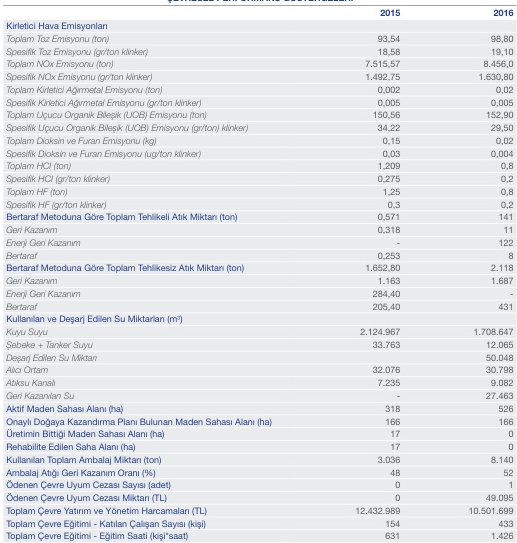 ÇEVRESEL PERFORMANS GÖSTERGELERİ
2015 2016
Kirletici Hava Emisyonları
Toplam Toz Emisyonu (ton) 93,54 98,80
Spesifik Toz Emisyonu (gr/ton klinker) 18,58 19,10
Toplam NOx Emisyonu (ton) 7.515,57 8.456,0
Spesifik NOx Emisyonu (gr/ton klinker) 1.492,75 1.630,80
Toplam Kirletici Ağırmetal Emisyonu (ton) 0,002 0,02
Spesifik Kirletici Ağırmetal Emisyonu (gr/ton klinker) 0,005 0,005
Toplam Uçucu Organik Bileşik (UOB) Emisyonu (ton) 150,56 152,90
Spesifik Uçucu Organik Bileşik (UOB) Emisyonu (gr/ton) klinker) 34,22 29,50
Toplam Dioksin ve Furan Emisyonu (kg) 0,15 0,02
Spesifik Dioksin ve Furan Emisyonu (ug/ton klinker) 0,03 0,004
Toplam HCl (ton) 1,209 0,8
Spesifik HCl (gr/ton klinker) 0,275 0,2
Toplam HF (ton) 1,25 0,8
Spesifik HF (gr/ton klinker) 0,3 0,2
Bertaraf Metoduna Göre Toplam Tehlikeli Atık Miktarı (ton) 0,571 141
Geri Kazanım 0,318 11
Enerji Geri Kazanım - 122
Bertaraf 0,253 8
Bertaraf Metoduna Göre Toplam Tehlikesiz Atık Miktarı (ton) 1.652,80 2.118
Geri Kazanım 1.163 1.687
Enerji Geri Kazanım 284,40 -
Bertaraf 205,40 431
Kullanılan ve Deşarj Edilen Su Miktarları (m³)
Kuyu Suyu 2.124.967 1.708.647
Şebeke + Tanker Suyu 33.763 12.065
Deşarj Edilen Su Miktarı 50.048
Alıcı Ortam 32.076 30.798
Atıksu Kanalı 7.235 9.082
Geri Kazanılan Su - 27.463
Aktif Maden Sahası Alanı (ha) 318 526
Onaylı Doğaya Kazandırma Planı Bulunan Maden Sahası Alanı (ha) 166 166
Üretimin Bittiği Maden Sahası Alanı (ha) 17 0
Rehabilite Edilen Saha Alanı (ha) 17 0
Kullanılan Toplam Ambalaj Miktarı (ton) 3.036 8.140
Ambalaj Atığı Geri Kazanım Oranı (%) 48 52
Ödenen Çevre Uyum Cezası Sayısı (adet) 0 1
Ödenen Çevre Uyum Cezası Miktarı (TL) 0 49.095
Toplam Çevre Yatırım ve Yönetim Harcamaları (TL) 12.432.989 10.501.699
Toplam Çevre Eğitimi - Katılan Çalışan Sayısı (kişi) 154 433
Toplam Çevre Eğitimi - Eğitim Saati (kişi*saat) 631 1.426